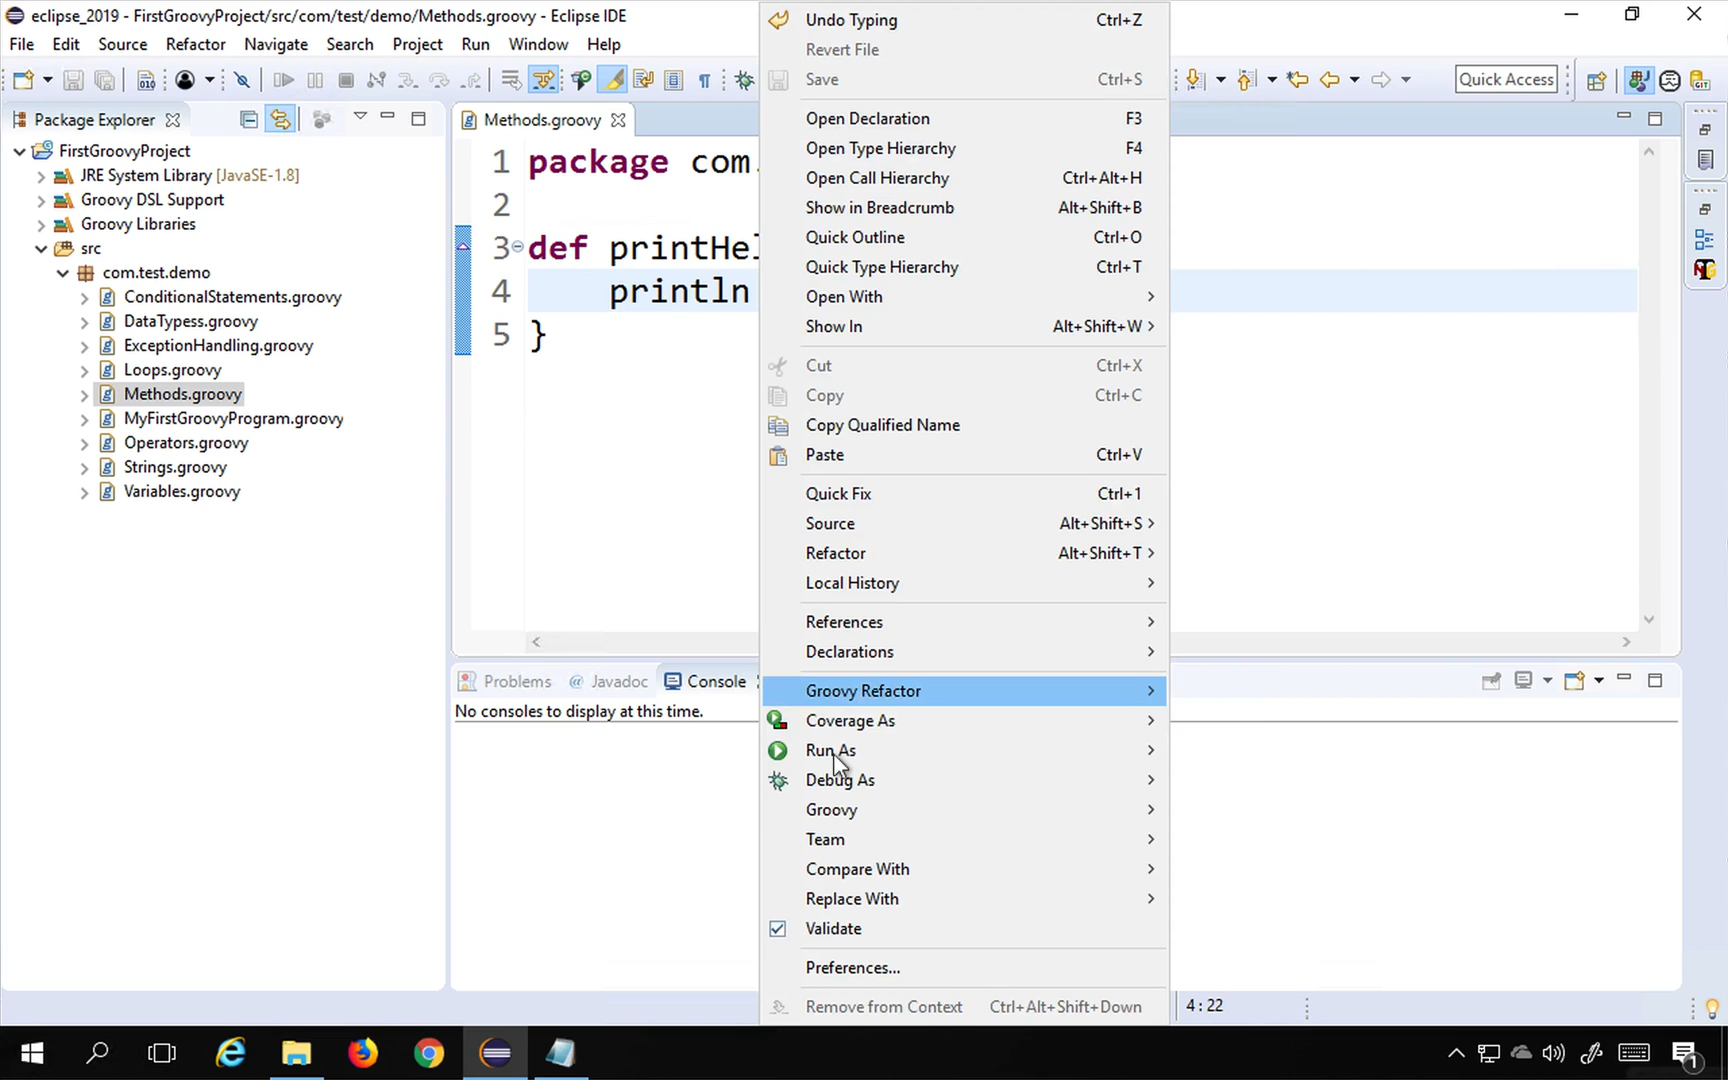 eclipse_2019 - FirstGroovyProject/src/com/test/demo/Methods.groovy - Eclipse IDE
File Edit Source Refactor Navigate Search Project Run Window Help
Quick Access
Package Explorer
FirstGroovyProject
JRE System Library [JavaSE-1.8]
Groovy DSL Support
Groovy Libraries
src
com.test.demo
ConditionalStatements.groovy
DataTypess.groovy
ExceptionHandling.groovy
Loops.groovy
Methods.groovy
MyFirstGroovyProgram.groovy
Operators.groovy
Strings.groovy
Variables.groovy
Methods.groovy
1 package com.
2
3 def printHel
4 println
5 }
Problems @ Javadoc Console
No consoles to display at this time.
Undo Typing Ctrl+Z
Revert File
Save Ctrl+S
Open Declaration F3
Open Type Hierarchy F4
Open Call Hierarchy Ctrl+Alt+H
Show in Breadcrumb Alt+Shift+B
Quick Outline Ctrl+O
Quick Type Hierarchy Ctrl+T
Open With
Show In Alt+Shift+W
Cut Ctrl+X
Copy Ctrl+C
Copy Qualified Name
Paste Ctrl+V
Quick Fix Ctrl+1
Source Alt+Shift+S
Refactor Alt+Shift+T
Local History
References
Declarations
Groovy Refactor
Coverage As
Run As
Debug As
Groovy
Team
Compare With
Replace With
Validate
Preferences...
Remove from Context Ctrl+Alt+Shift+Down
4 : 22
1